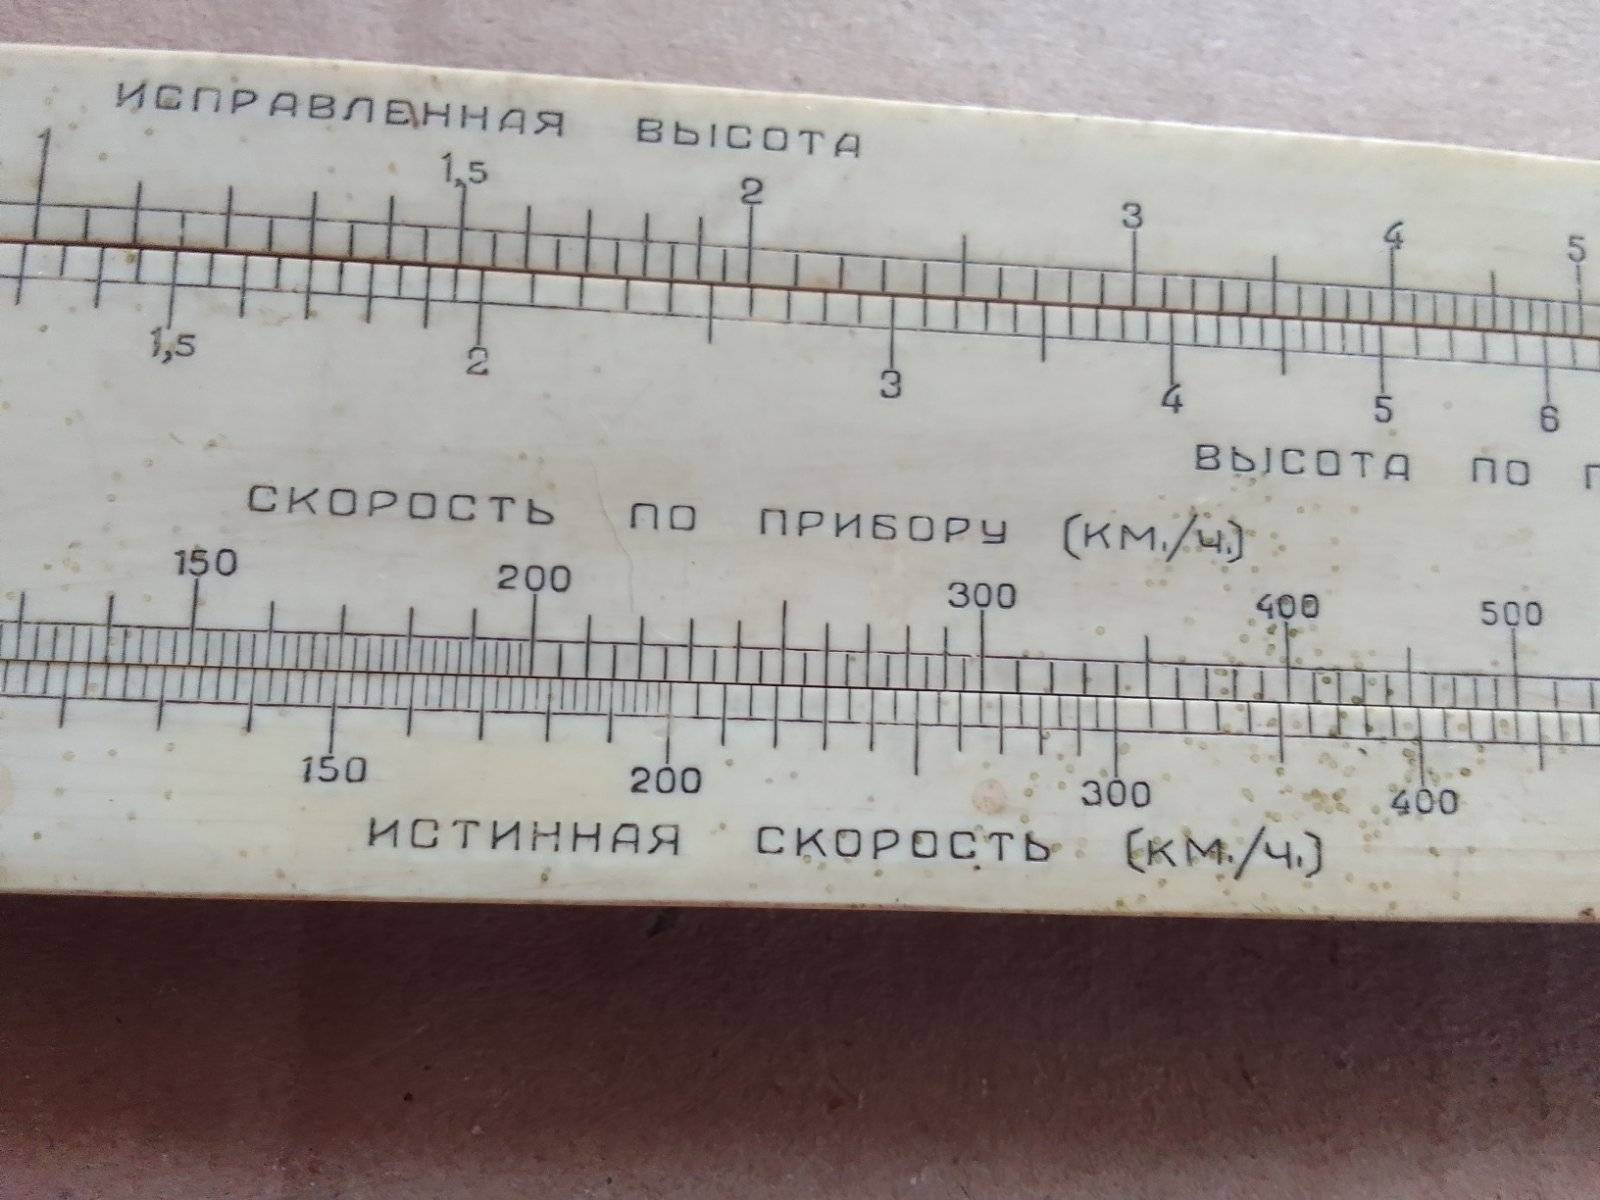 ИСПРАВЛЕННАЯ ВЫСОТА
1 1,5 2 3 4 5
1,5 2 3 4 5 6
ВЫСОТА ПО
СКОРОСТЬ ПО ПРИБОРУ (КМ./Ч.)
150 200 300 400 500
150 200 300 400
ИСТИННАЯ СКОРОСТЬ (КМ./Ч.)